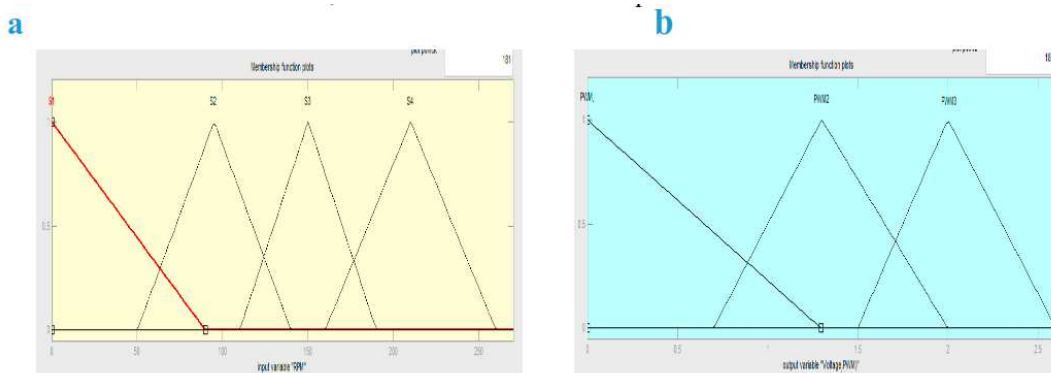 a
b
181
Membership function plots
S1
S2
S3
S4
1
0.5
0
0
50
100
150
200
250
input variable "RPM"
Membership function plots
PWM2
PWM3
1
0.5
0
0
0.5
1
1.5
2
2.5
output variable "Voltage(PWM)"